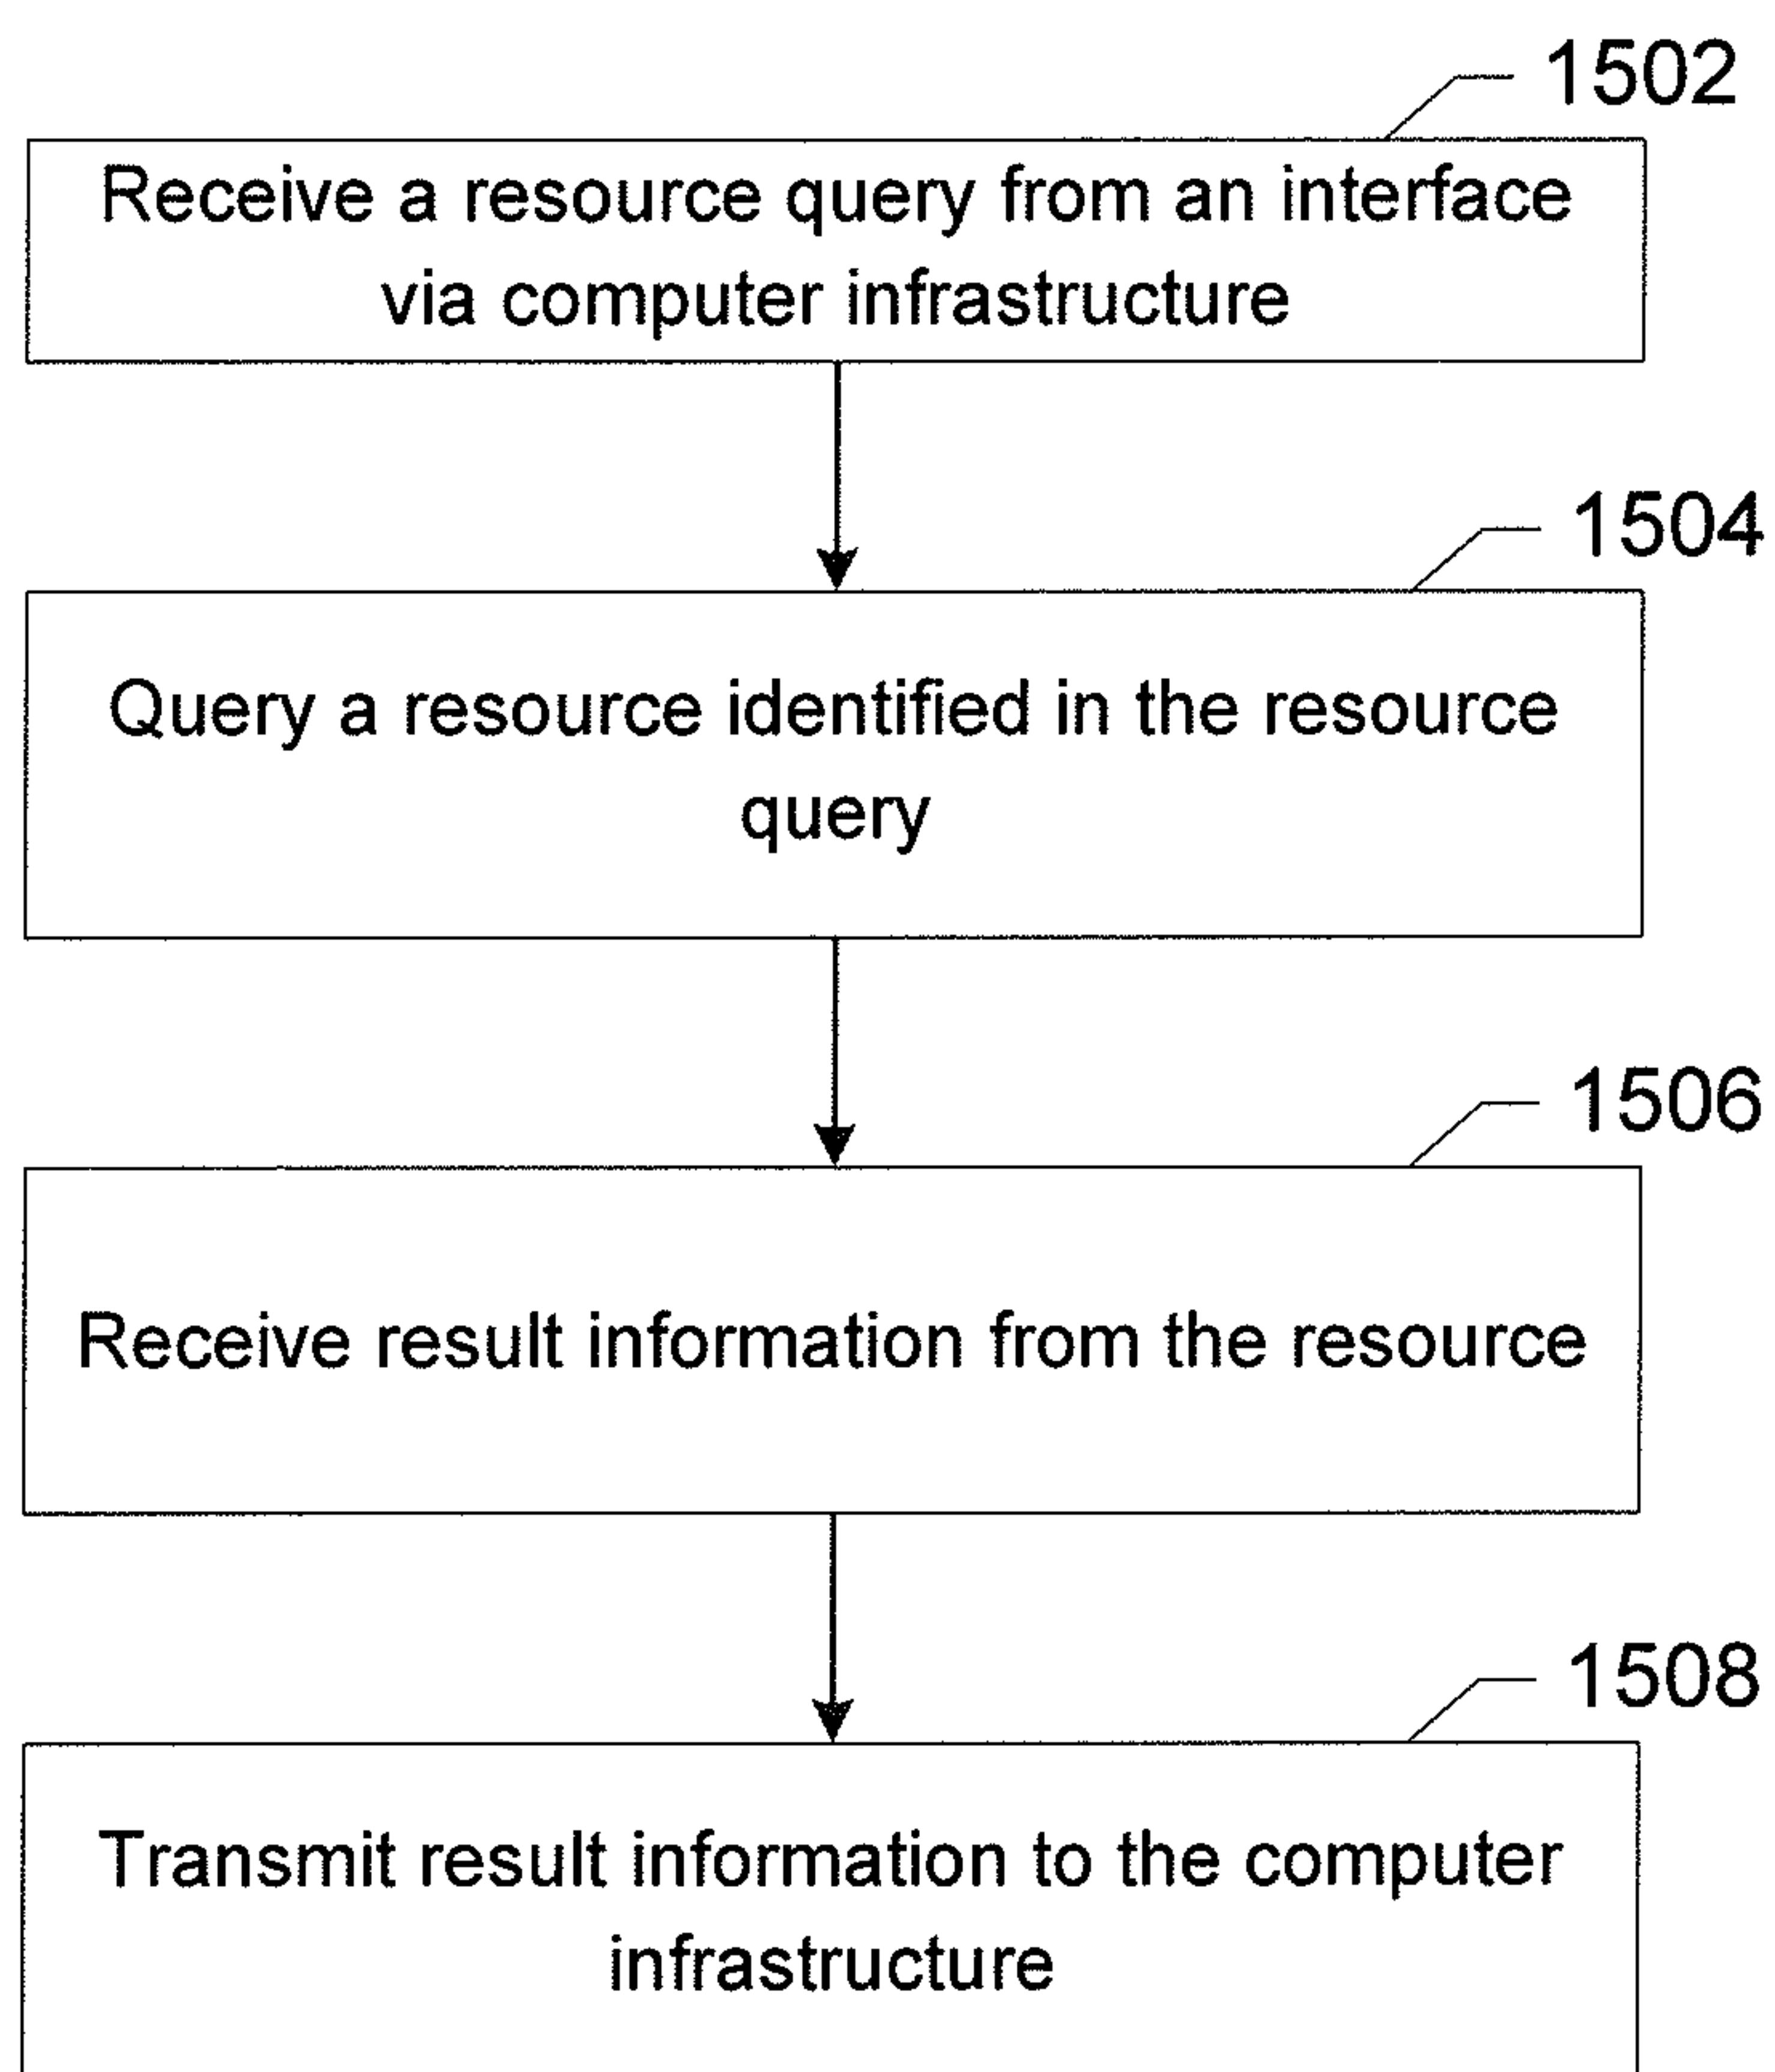 1502
Receive a resource query from an interface
via computer infrastructure
1504
Query a resource identified in the resource
query
1506
Receive result information from the resource
1508
Transmit result information to the computer
infrastructure